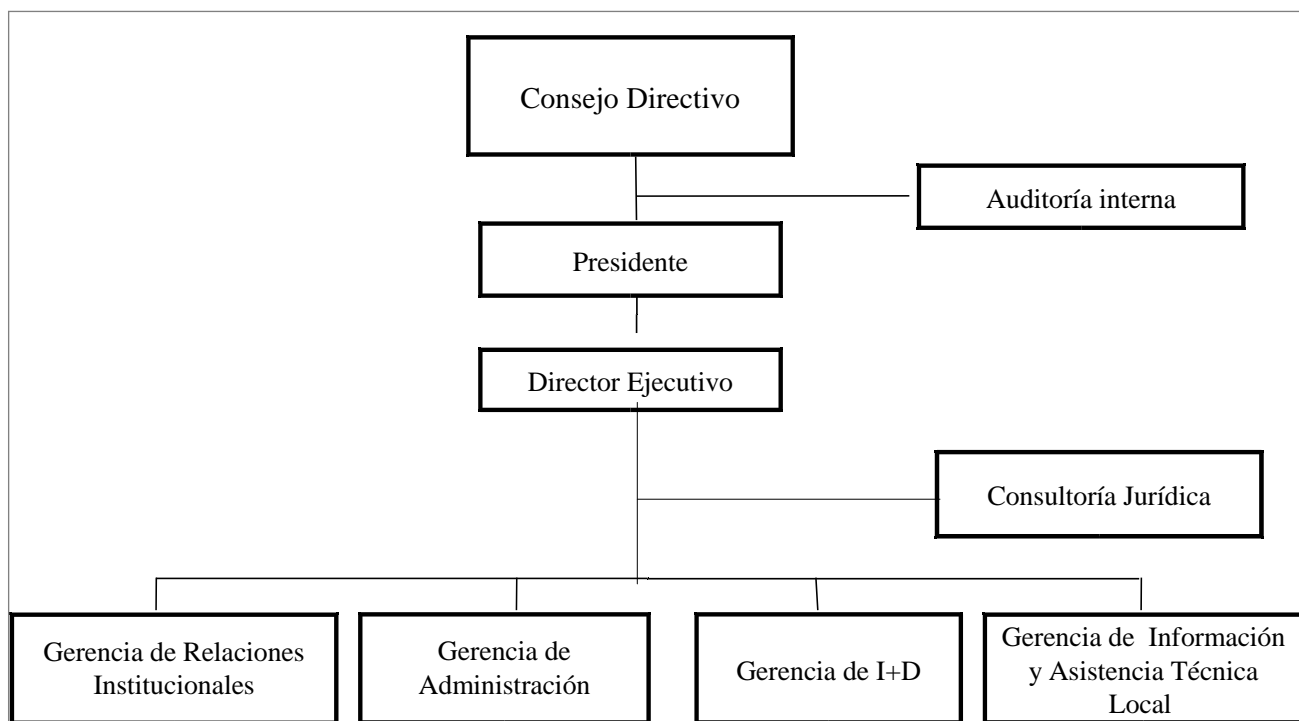 Consejo Directivo
Auditoría interna
Presidente
Director Ejecutivo
Consultoría Jurídica
Gerencia de Relaciones
Institucionales
Gerencia de
Administración
Gerencia de I+D
Gerencia de Información
y Asistencia Técnica
Local